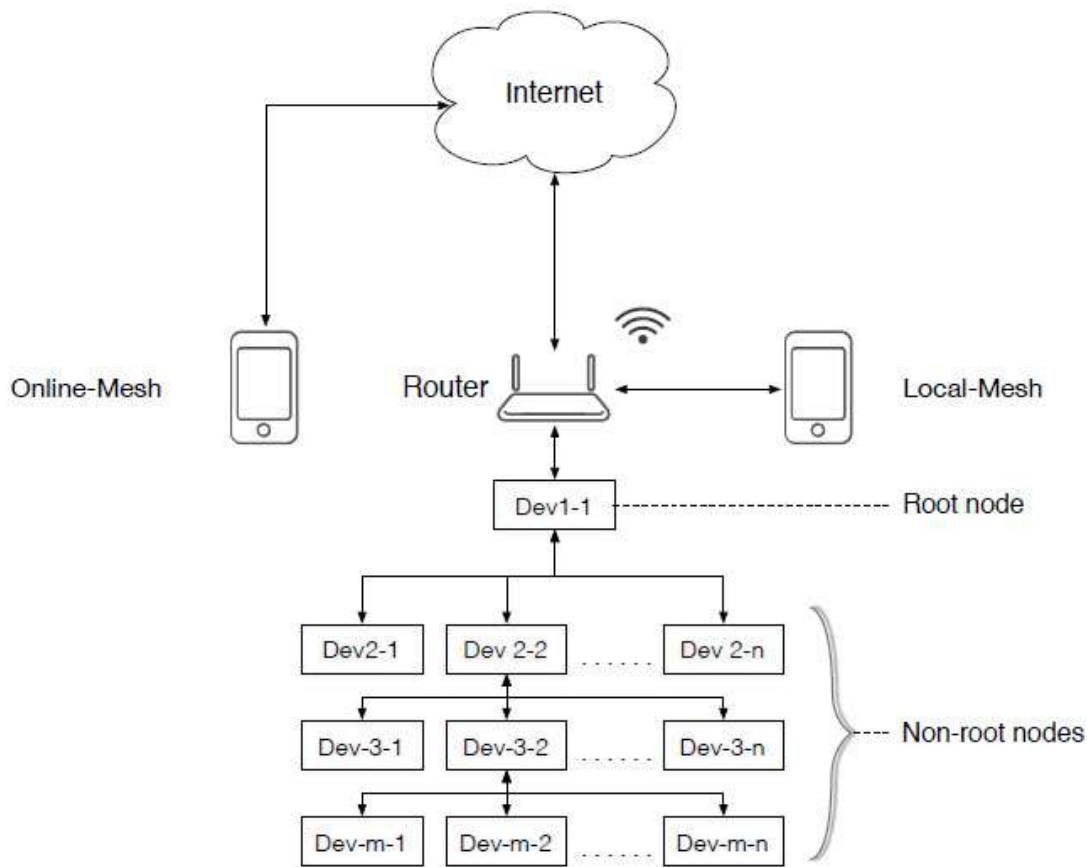 Internet
Online-Mesh
Router
Local-Mesh
Dev1-1
Root node
Dev2-1
Dev 2-2
. . . . . .
Dev 2-n
Dev-3-1
Dev-3-2
. . . . . .
Dev-3-n
Non-root nodes
Dev-m-1
Dev-m-2
. . . . . .
Dev-m-n